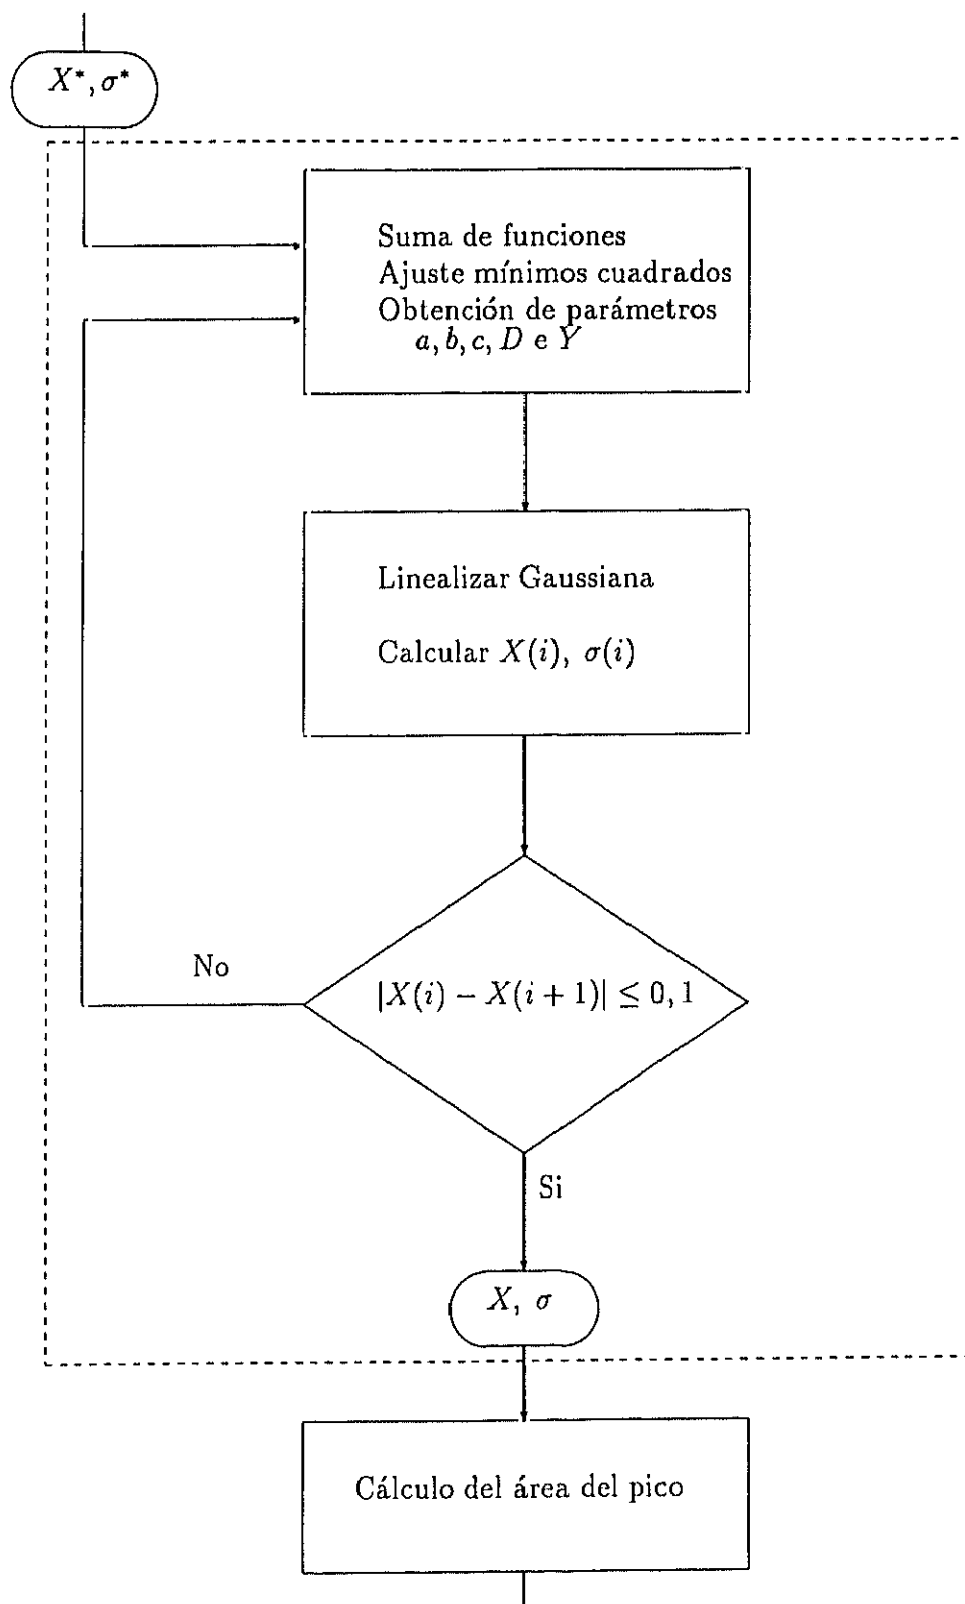 X*, σ*
Suma de funciones
Ajuste mínimos cuadrados
Obtención de parámetros
a, b, c, D e Y
Linealizar Gaussiana
Calcular X(i), σ(i)
No
|X(i) − X(i + 1)| ≤ 0, 1
Si
X, σ
Cálculo del área del pico